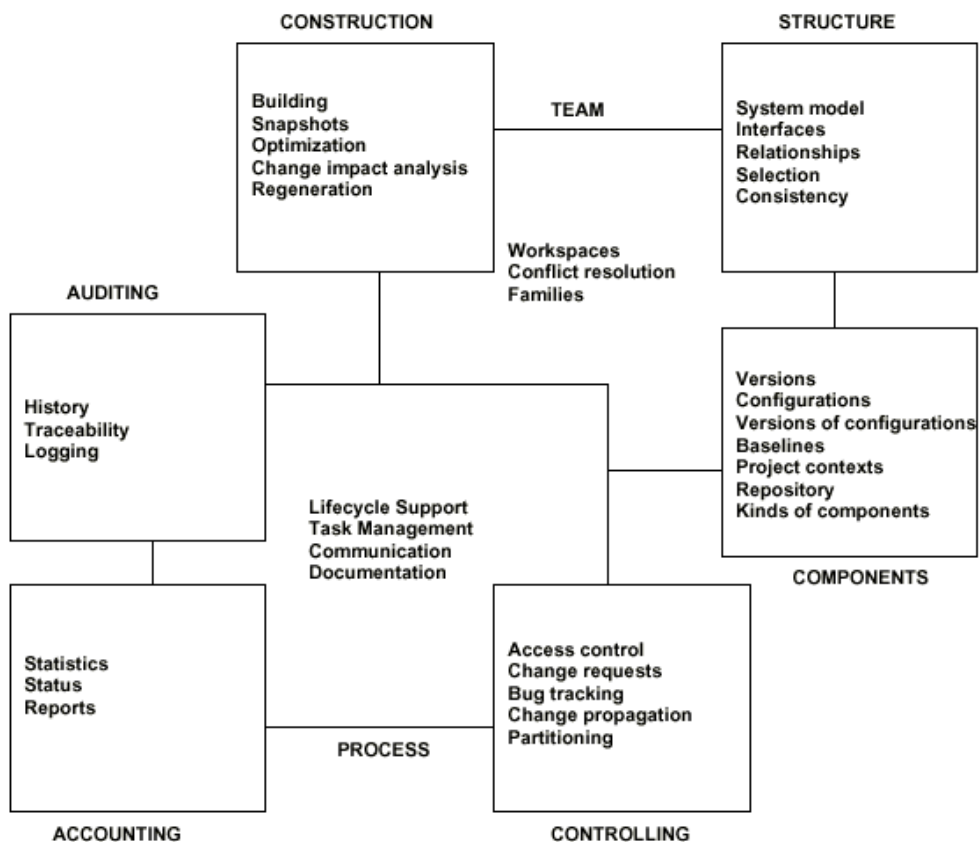 CONSTRUCTION
Building
Snapshots
Optimization
Change impact analysis
Regeneration
TEAM
Workspaces
Conflict resolution
Families
STRUCTURE
System model
Interfaces
Relationships
Selection
Consistency
AUDITING
History
Traceability
Logging
Lifecycle Support
Task Management
Communication
Documentation
Versions
Configurations
Versions of configurations
Baselines
Project contexts
Repository
Kinds of components
COMPONENTS
Statistics
Status
Reports
ACCOUNTING
PROCESS
Access control
Change requests
Bug tracking
Change propagation
Partitioning
CONTROLLING